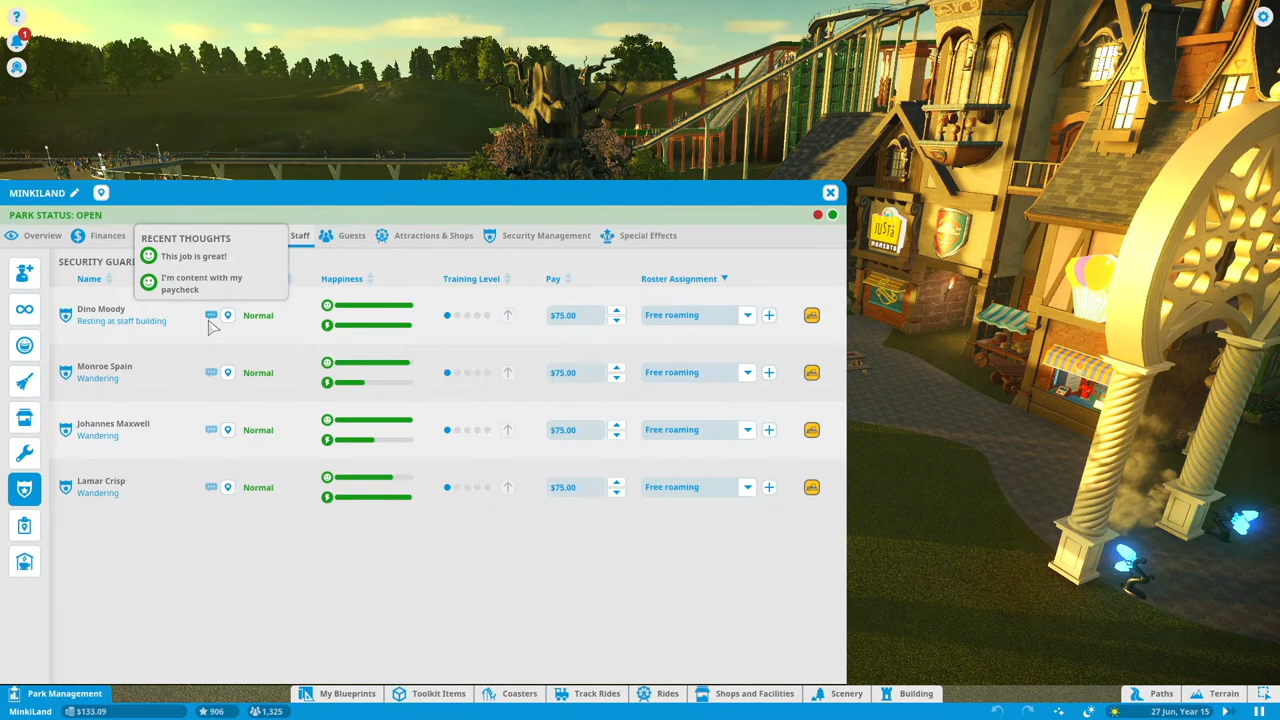 ?
1
MINKILAND
PARK STATUS: OPEN
Overview
Finances
Staff
Guests
Attractions & Shops
Security Management
Special Effects
RECENT THOUGHTS
This job is great!
I'm content with my
paycheck
SECURITY
Name
Happiness
Training Level
Pay
Roster Assignment
Dino Moody
Resting at staff building
Normal
$75.00
Free roaming
Monroe Spain
Wandering
Normal
$75.00
Free roaming
Johannes Maxwell
Wandering
Normal
$75.00
Free roaming
Lamar Crisp
Wandering
Normal
$75.00
Free roaming
JUSTA
MOMENTO
Park Management
My Blueprints
Toolkit Items
Coasters
Track Rides
Rides
Shops and Facilities
Scenery
Building
Paths
Terrain
MinkiLand
$133.09
906
1,325
27 Jun, Year 15